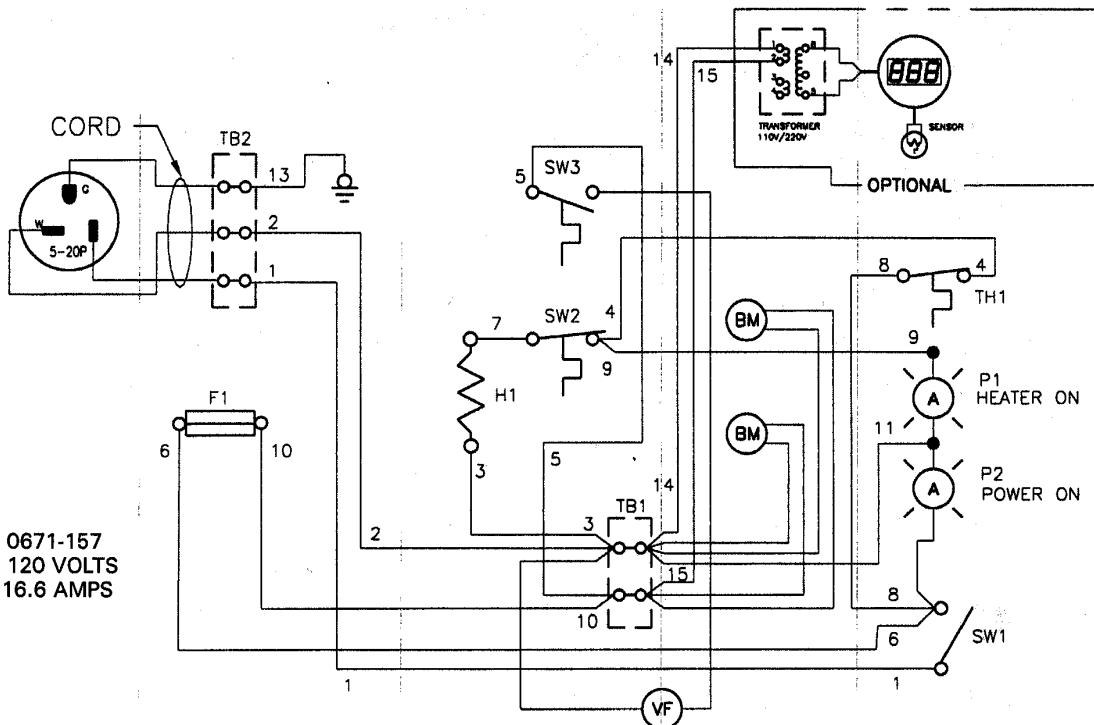 14
15
TRANSFORMER
110V/220V
SENSOR
OPTIONAL
CORD
TB2
G
W
5-20P
13
2
1
5
SW3
8
4
TH1
7
SW2
4
9
BM
H1
9
A
P1
HEATER ON
F1
6
10
3
5
BM
11
A
P2
POWER ON
14
TB1
0671-157
120 VOLTS
16.6 AMPS
2
3
15
10
8
6
SW1
1
1
VF